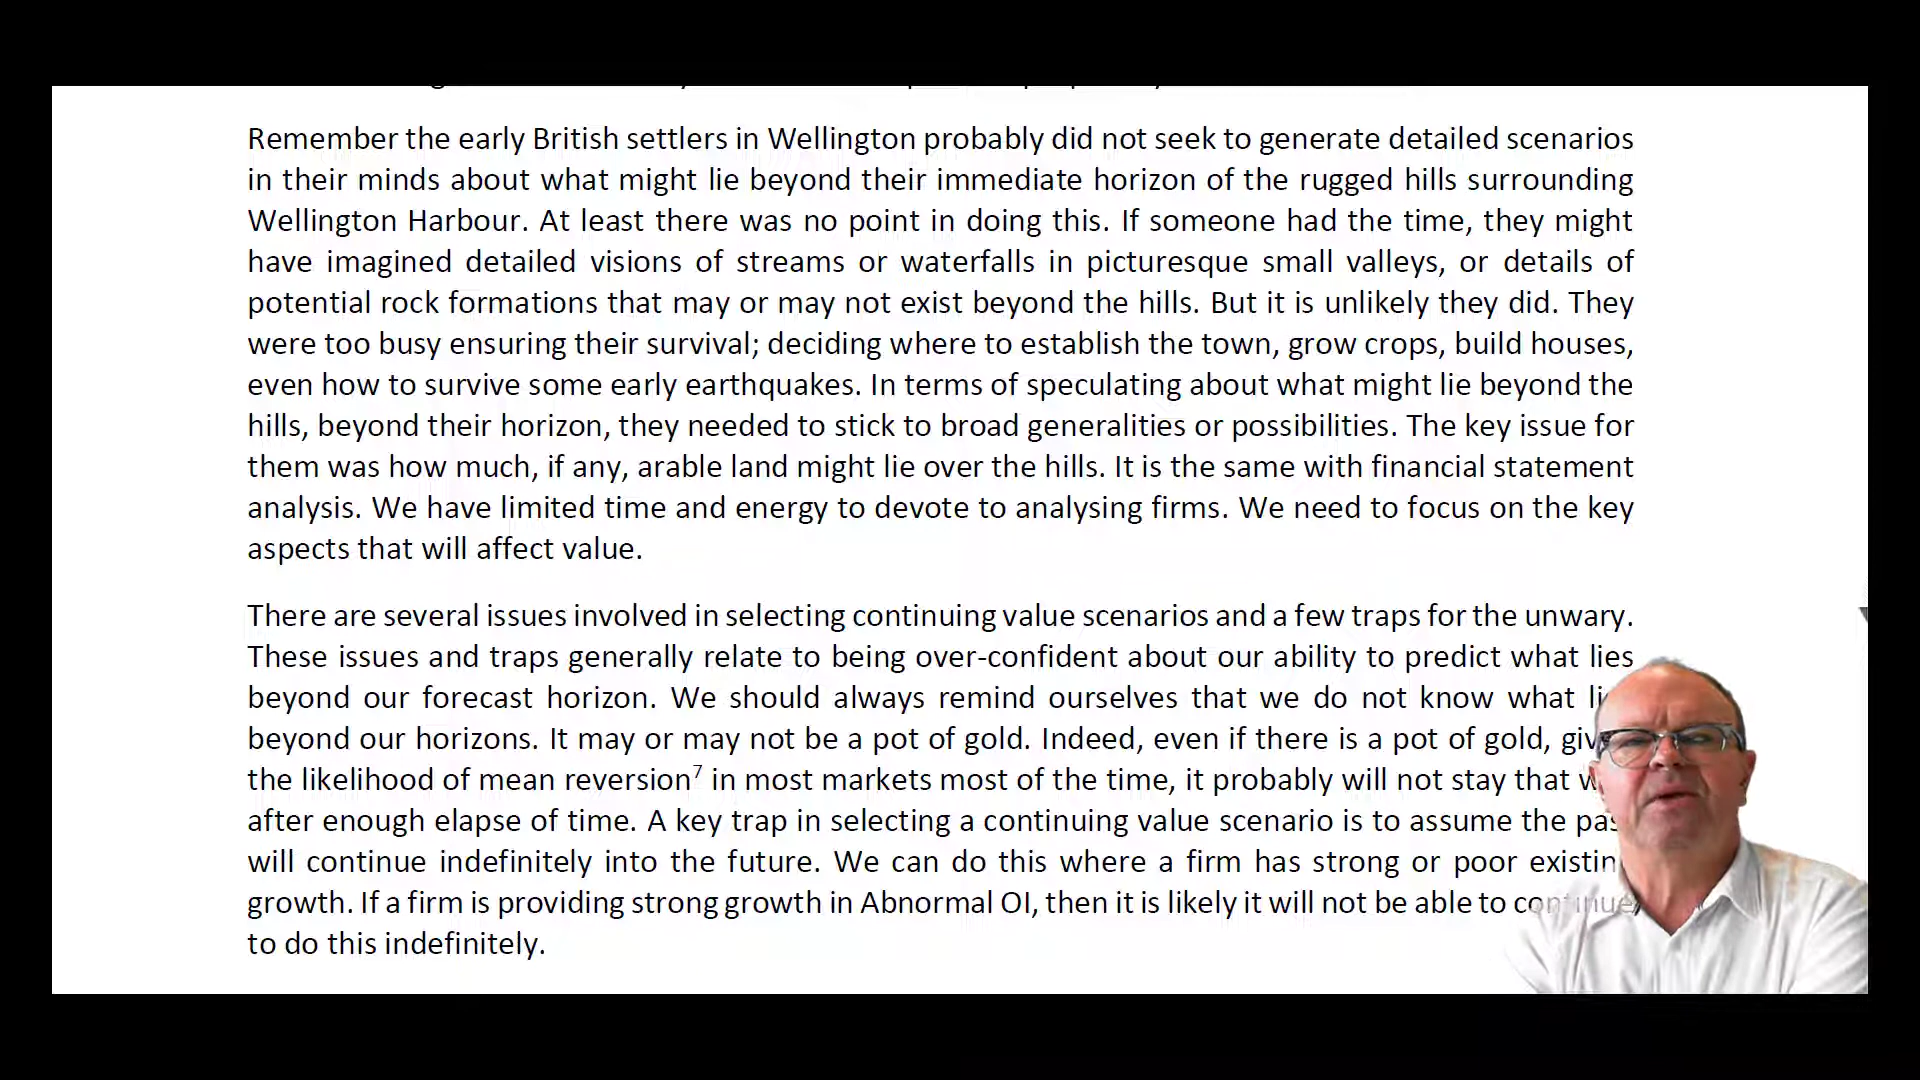 Remember the early British settlers in Wellington probably did not seek to generate detailed scenarios
in their minds about what might lie beyond their immediate horizon of the rugged hills surrounding
Wellington Harbour. At least there was no point in doing this. If someone had the time, they might
have imagined detailed visions of streams or waterfalls in picturesque small valleys, or details of
potential rock formations that may or may not exist beyond the hills. But it is unlikely they did. They
were too busy ensuring their survival; deciding where to establish the town, grow crops, build houses,
even how to survive some early earthquakes. In terms of speculating about what might lie beyond the
hills, beyond their horizon, they needed to stick to broad generalities or possibilities. The key issue for
them was how much, if any, arable land might lie over the hills. It is the same with financial statement
analysis. We have limited time and energy to devote to analysing firms. We need to focus on the key
aspects that will affect value.
There are several issues involved in selecting continuing value scenarios and a few traps for the unwary.
These issues and traps generally relate to being over-confident about our ability to predict what lies
beyond our forecast horizon. We should always remind ourselves that we do not know what
beyond our horizons. It may or may not be a pot of gold. Indeed, even if there is a pot of gold,
the likelihood of mean reversion⁷ in most markets most of the time, it probably will not stay that
after enough elapse of time. A key trap in selecting a continuing value scenario is to assume the
will continue indefinitely into the future. We can do this where a firm has strong or poor
growth. If a firm is providing strong growth in Abnormal OI, then it is likely it will not be able to continue
to do this indefinitely.